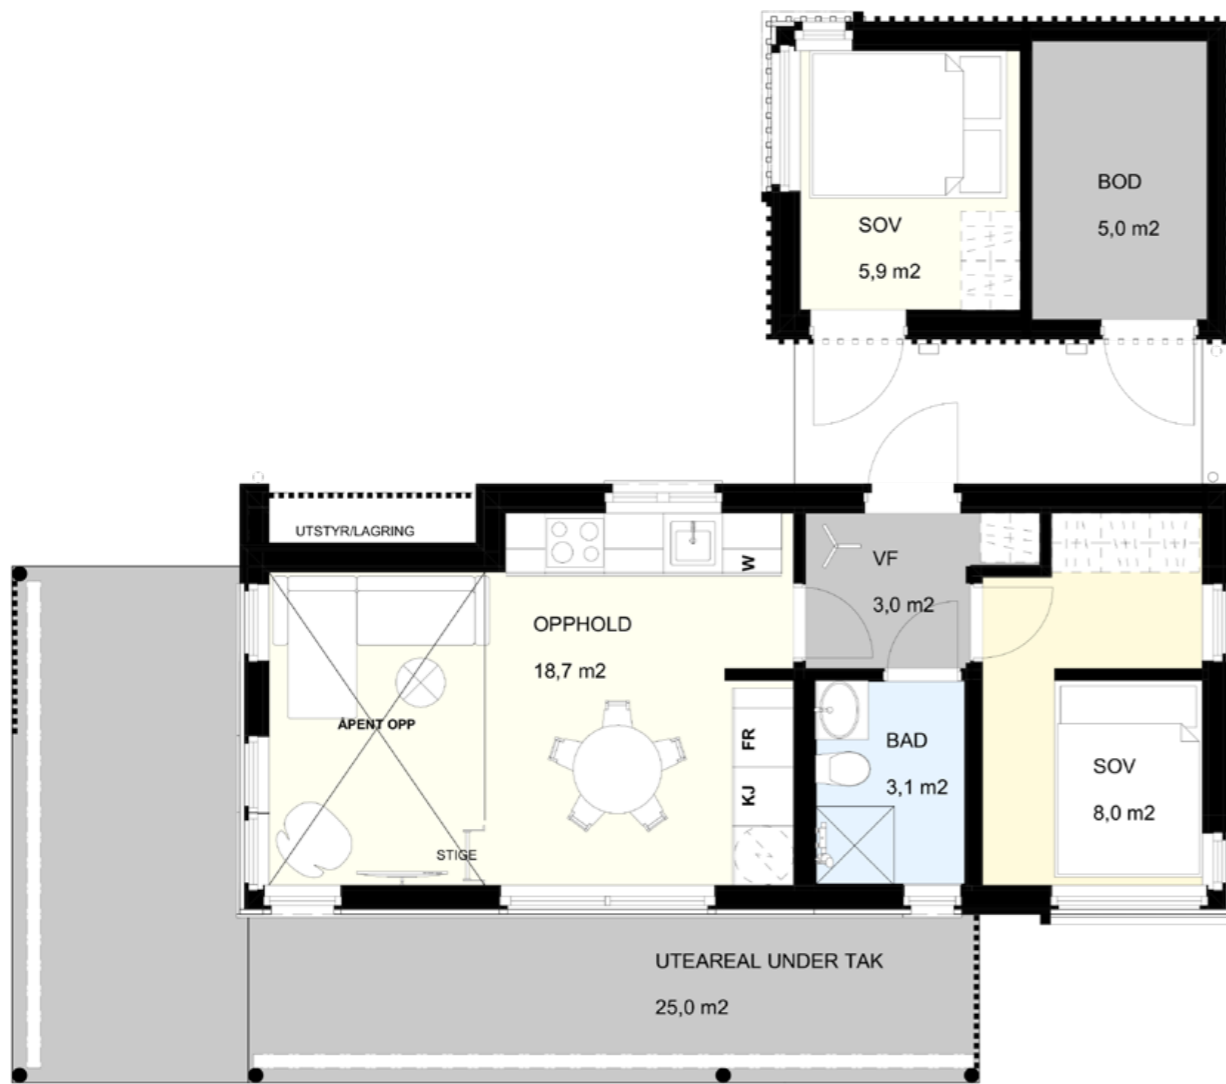 BOD
5,0 m2
SOV
5,9 m2
UTSTYR/LAGRING
W
VF
3,0 m2
OPPHOLD
18,7 m2
ÅPENT OPP
FR
KJ
BAD
3,1 m2
SOV
8,0 m2
STIGE
UTEAREAL UNDER TAK
25,0 m2